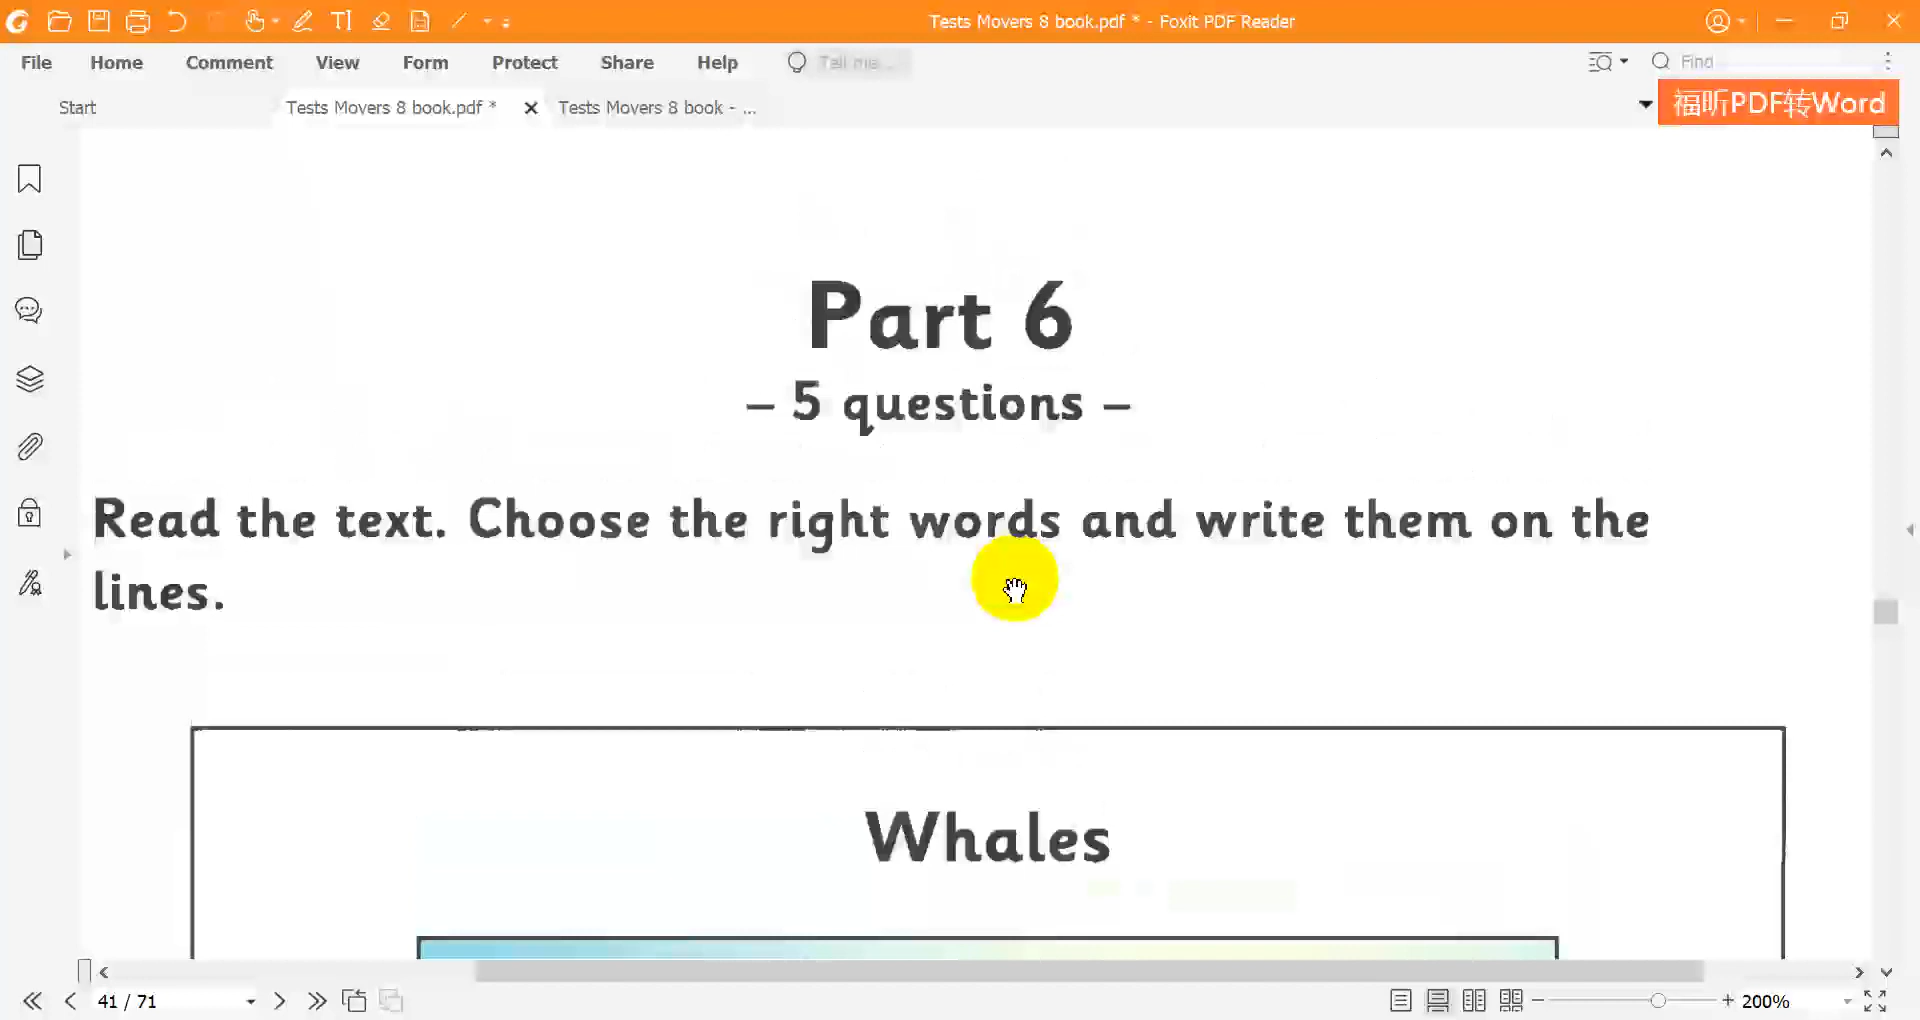 Tests Movers 8 book.pdf * - Foxit PDF Reader
File Home Comment View Form Protect Share Help Tell me... Find
Start Tests Movers 8 book.pdf * Tests Movers 8 book - ... 福昕PDF转Word
Part 6
– 5 questions –
Read the text. Choose the right words and write them on the
lines.
Whales
41 / 71 200%